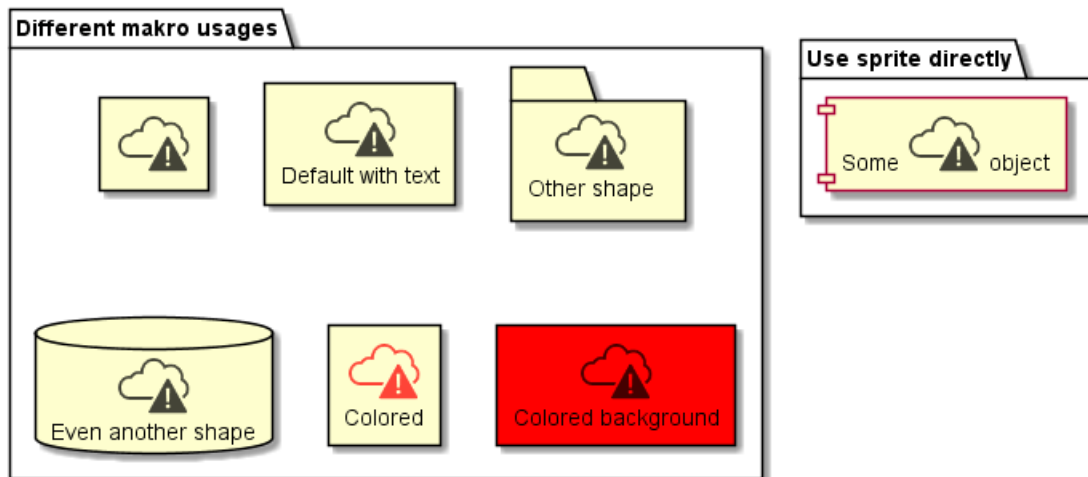 Different makro usages
Use sprite directly
Default with text
Other shape
Some object
Even another shape
Colored
Colored background